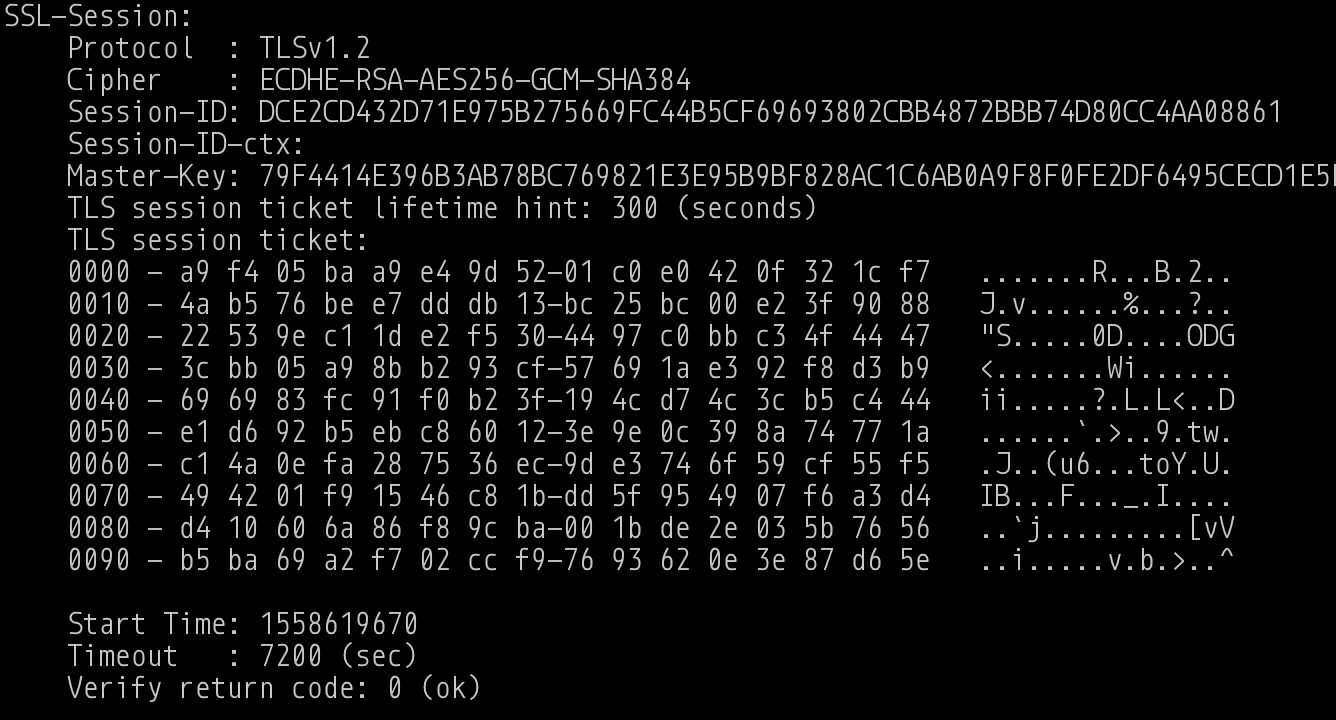 SSL-Session:
    Protocol  : TLSv1.2
    Cipher    : ECDHE-RSA-AES256-GCM-SHA384
    Session-ID: DCE2CD432D71E975B275669FC44B5CF69693802CBB4872BBB74D80CC4AA08861
    Session-ID-ctx:
    Master-Key: 79F4414E396B3AB78BC769821E3E95B9BF828AC1C6AB0A9F8F0FE2DF6495CECD1E5
    TLS session ticket lifetime hint: 300 (seconds)
    TLS session ticket:
    0000 - a9 f4 05 ba a9 e4 9d 52-01 c0 e0 42 0f 32 1c f7   .......R...B.2..
    0010 - 4a b5 76 be e7 dd db 13-bc 25 bc 00 e2 3f 90 88   J.v......%...?..
    0020 - 22 53 9e c1 1d e2 f5 30-44 97 c0 bb c3 4f 44 47   "S.....0D....ODG
    0030 - 3c bb 05 a9 8b b2 93 cf-57 69 1a e3 92 f8 d3 b9   <.......Wi......
    0040 - 69 69 83 fc 91 f0 b2 3f-19 4c d7 4c 3c b5 c4 44   ii.....?.L.L<..D
    0050 - e1 d6 92 b5 eb c8 60 12-3e 9e 0c 39 8a 74 77 1a   ......`.>..9.tw.
    0060 - c1 4a 0e fa 28 75 36 ec-9d e3 74 6f 59 cf 55 f5   .J..(u6...toY.U.
    0070 - 49 42 01 f9 15 46 c8 1b-dd 5f 95 49 07 f6 a3 d4   IB...F..._.I....
    0080 - d4 10 60 6a 86 f8 9c ba-00 1b de 2e 03 5b 76 56   ..`j.........[vV
    0090 - b5 ba 69 a2 f7 02 cc f9-76 93 62 0e 3e 87 d6 5e   ..i.....v.b.>..^
    Start Time: 1558619670
    Timeout   : 7200 (sec)
    Verify return code: 0 (ok)